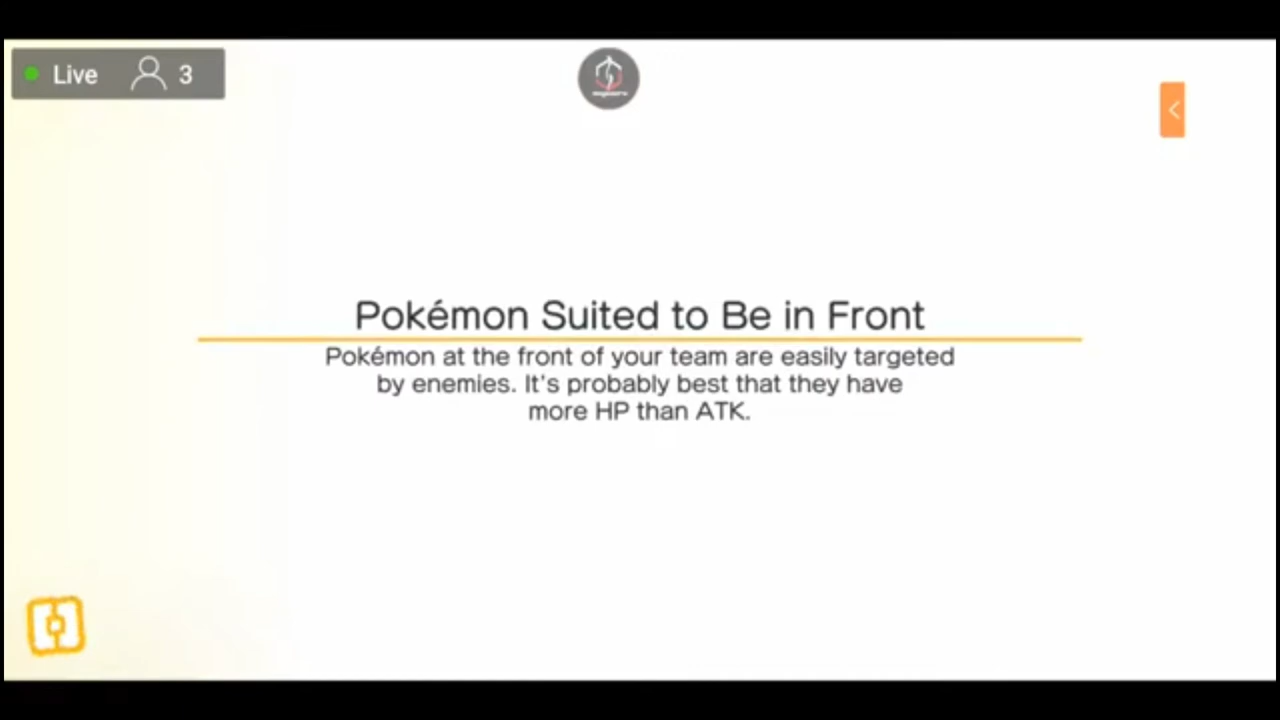 Live 3
Pokémon Suited to Be in Front
Pokémon at the front of your team are easily targeted
by enemies. It's probably best that they have
more HP than ATK.